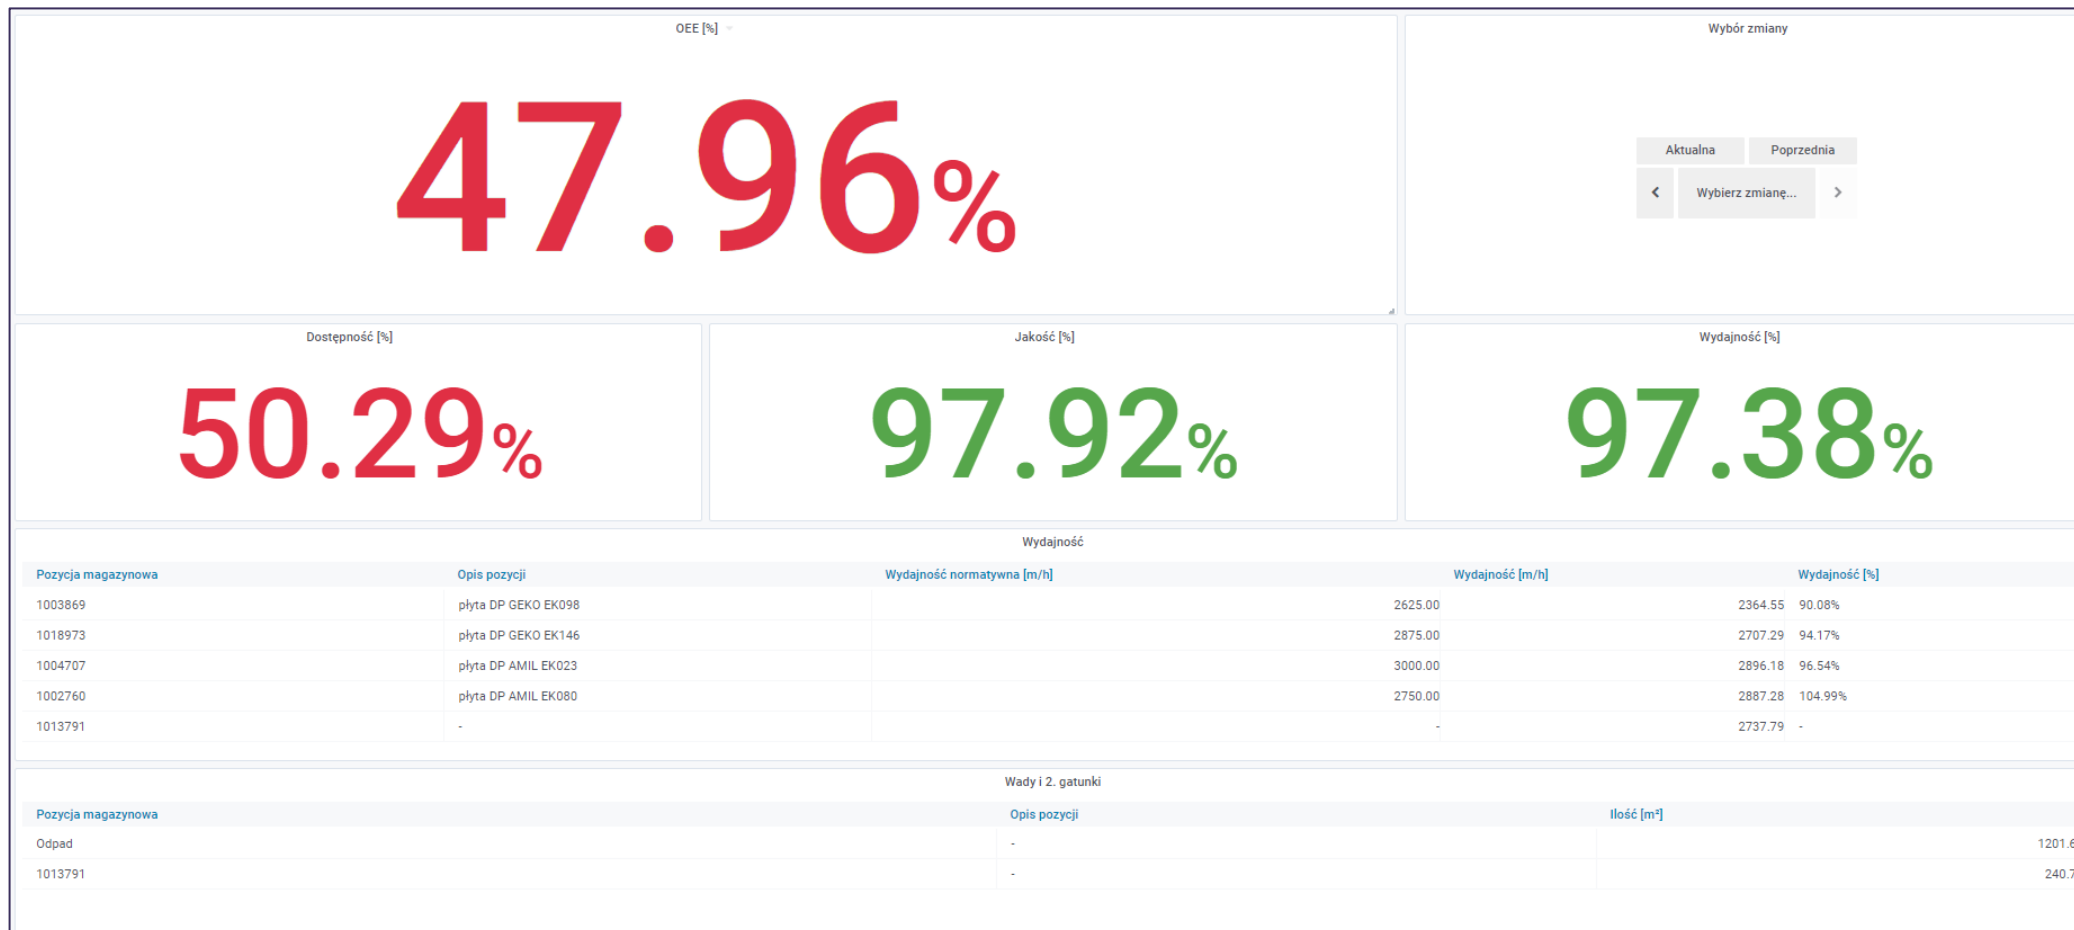 OEE [%]
Wybór zmiany
47.96%
Aktualna Poprzednia
Wybierz zmianę...
Dostępność [%] Jakość [%] Wydajność [%]
50.29% 97.92% 97.38%
Wydajność
Pozycja magazynowa Opis pozycji Wydajność normatywna [m/h] Wydajność [m/h] Wydajność [%]
1003869 płyta DP GEKO EK098 2625.00 2364.55 90.08%
1018973 płyta DP GEKO EK146 2875.00 2707.29 94.17%
1004707 płyta DP AMIL EK023 3000.00 2896.18 96.54%
1002760 płyta DP AMIL EK080 2750.00 2887.28 104.99%
1013791 - - 2737.79 -
Wady i 2. gatunki
Pozycja magazynowa Opis pozycji Ilość [m²]
Odpad - 1201.6
1013791 - 240.7